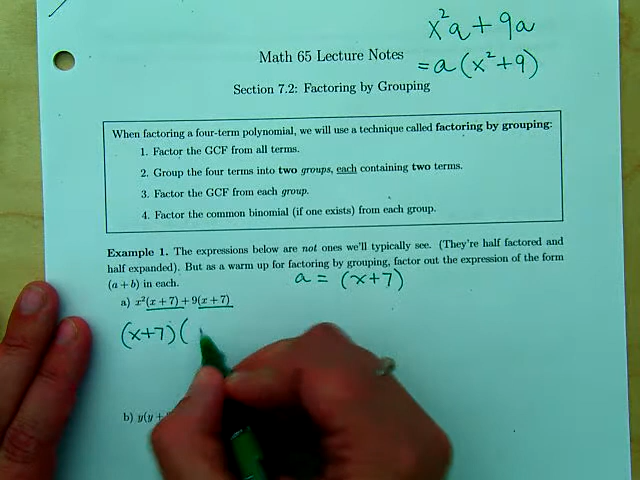 x²a + 9a
Math 65 Lecture Notes
= a(x² + 9)
Section 7.2: Factoring by Grouping
When factoring a four-term polynomial, we will use a technique called factoring by grouping:
1. Factor the GCF from all terms.
2. Group the four terms into two groups, each containing two terms.
3. Factor the GCF from each group.
4. Factor the common binomial (if one exists) from each group.
Example 1. The expressions below are not ones we'll typically see. (They're half factored and
half expanded). But as a warm up for factoring by grouping, factor out the expression of the form
(a + b) in each.
a = (x+7)
a) x²(x + 7) + 9(x + 7)
(x+7)(
b) y(y +